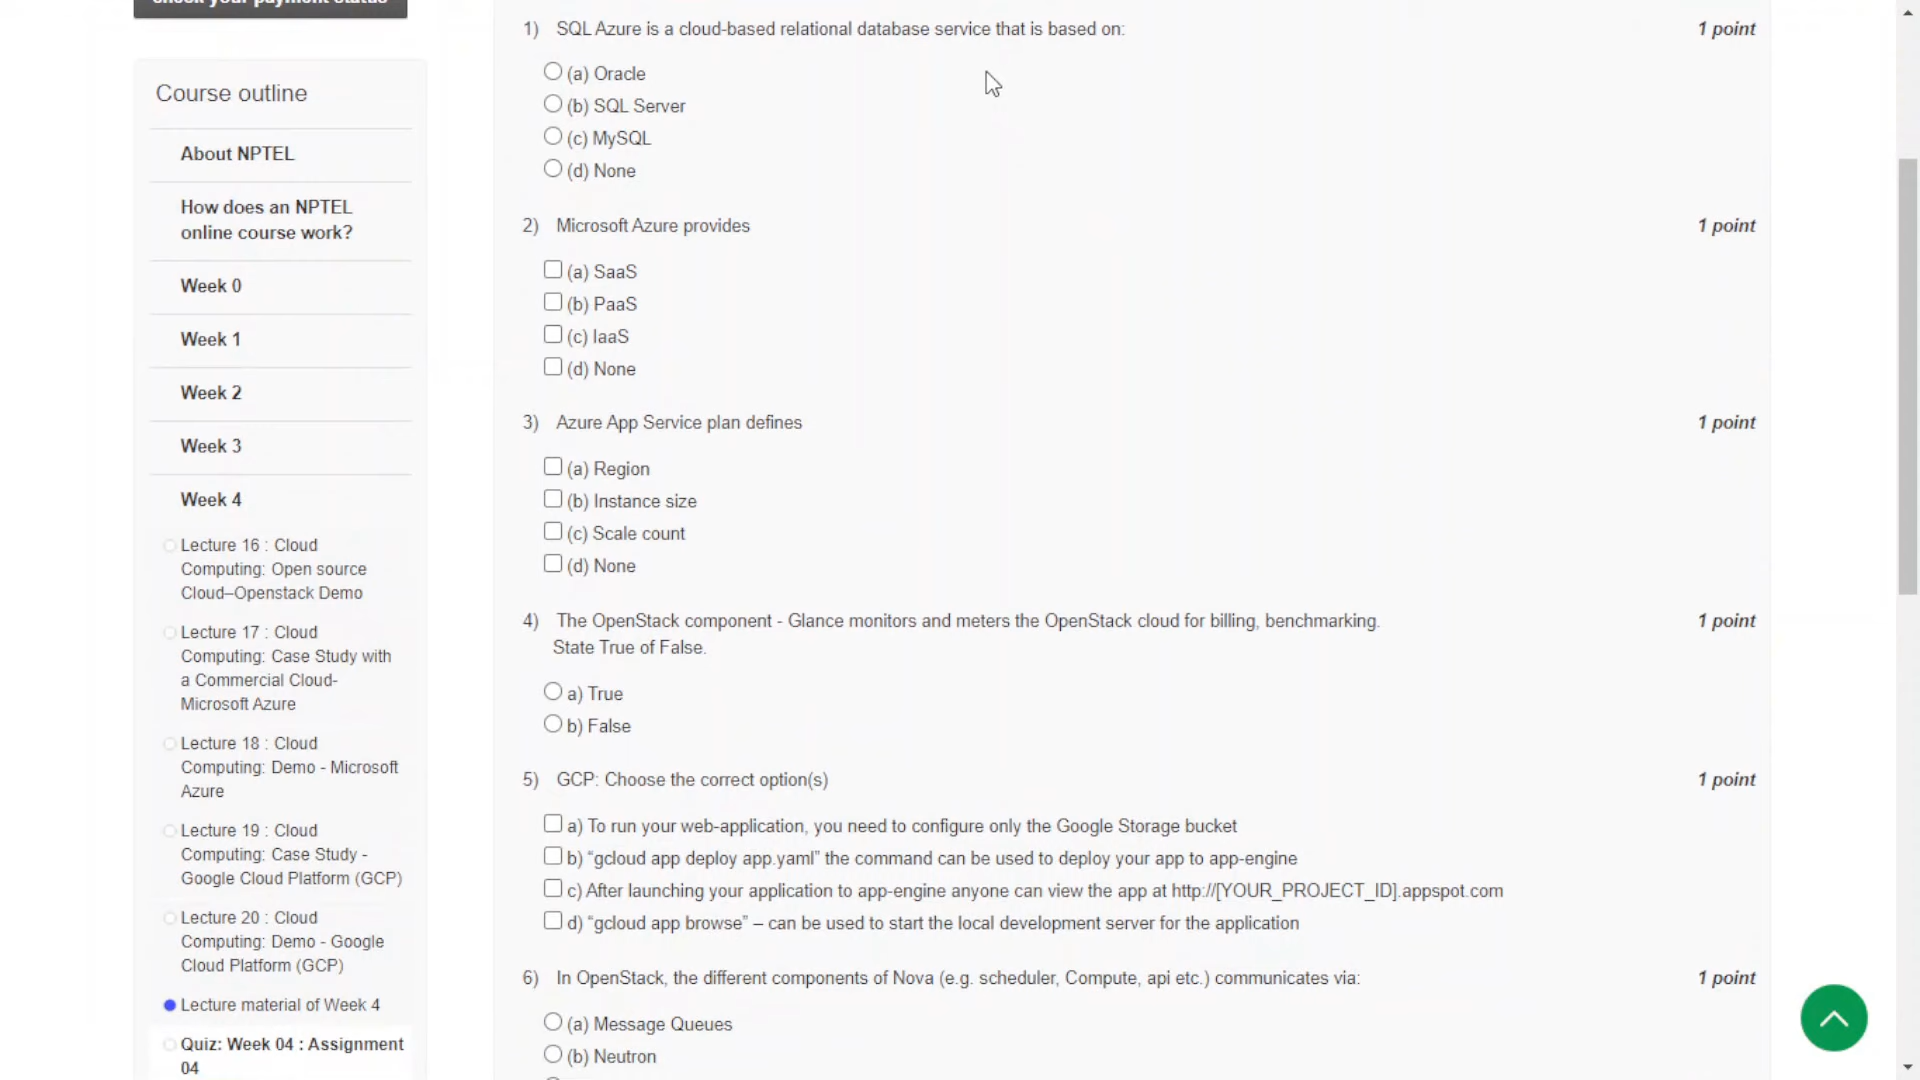 check your payment status
Course outline
About NPTEL
How does an NPTEL
online course work?
Week 0
Week 1
Week 2
Week 3
Week 4
Lecture 16 : Cloud
Computing: Open source
Cloud–Openstack Demo
Lecture 17 : Cloud
Computing: Case Study with
a Commercial Cloud-
Microsoft Azure
Lecture 18 : Cloud
Computing: Demo - Microsoft
Azure
Lecture 19 : Cloud
Computing: Case Study -
Google Cloud Platform (GCP)
Lecture 20 : Cloud
Computing: Demo - Google
Cloud Platform (GCP)
Lecture material of Week 4
Quiz: Week 04 : Assignment
04
1) SQL Azure is a cloud-based relational database service that is based on: 1 point
(a) Oracle
(b) SQL Server
(c) MySQL
(d) None
2) Microsoft Azure provides 1 point
(a) SaaS
(b) PaaS
(c) IaaS
(d) None
3) Azure App Service plan defines 1 point
(a) Region
(b) Instance size
(c) Scale count
(d) None
4) The OpenStack component - Glance monitors and meters the OpenStack cloud for billing, benchmarking. 1 point
State True of False.
a) True
b) False
5) GCP: Choose the correct option(s) 1 point
a) To run your web-application, you need to configure only the Google Storage bucket
b) “gcloud app deploy app.yaml” the command can be used to deploy your app to app-engine
c) After launching your application to app-engine anyone can view the app at http://[YOUR_PROJECT_ID].appspot.com
d) “gcloud app browse” – can be used to start the local development server for the application
6) In OpenStack, the different components of Nova (e.g. scheduler, Compute, api etc.) communicates via: 1 point
(a) Message Queues
(b) Neutron